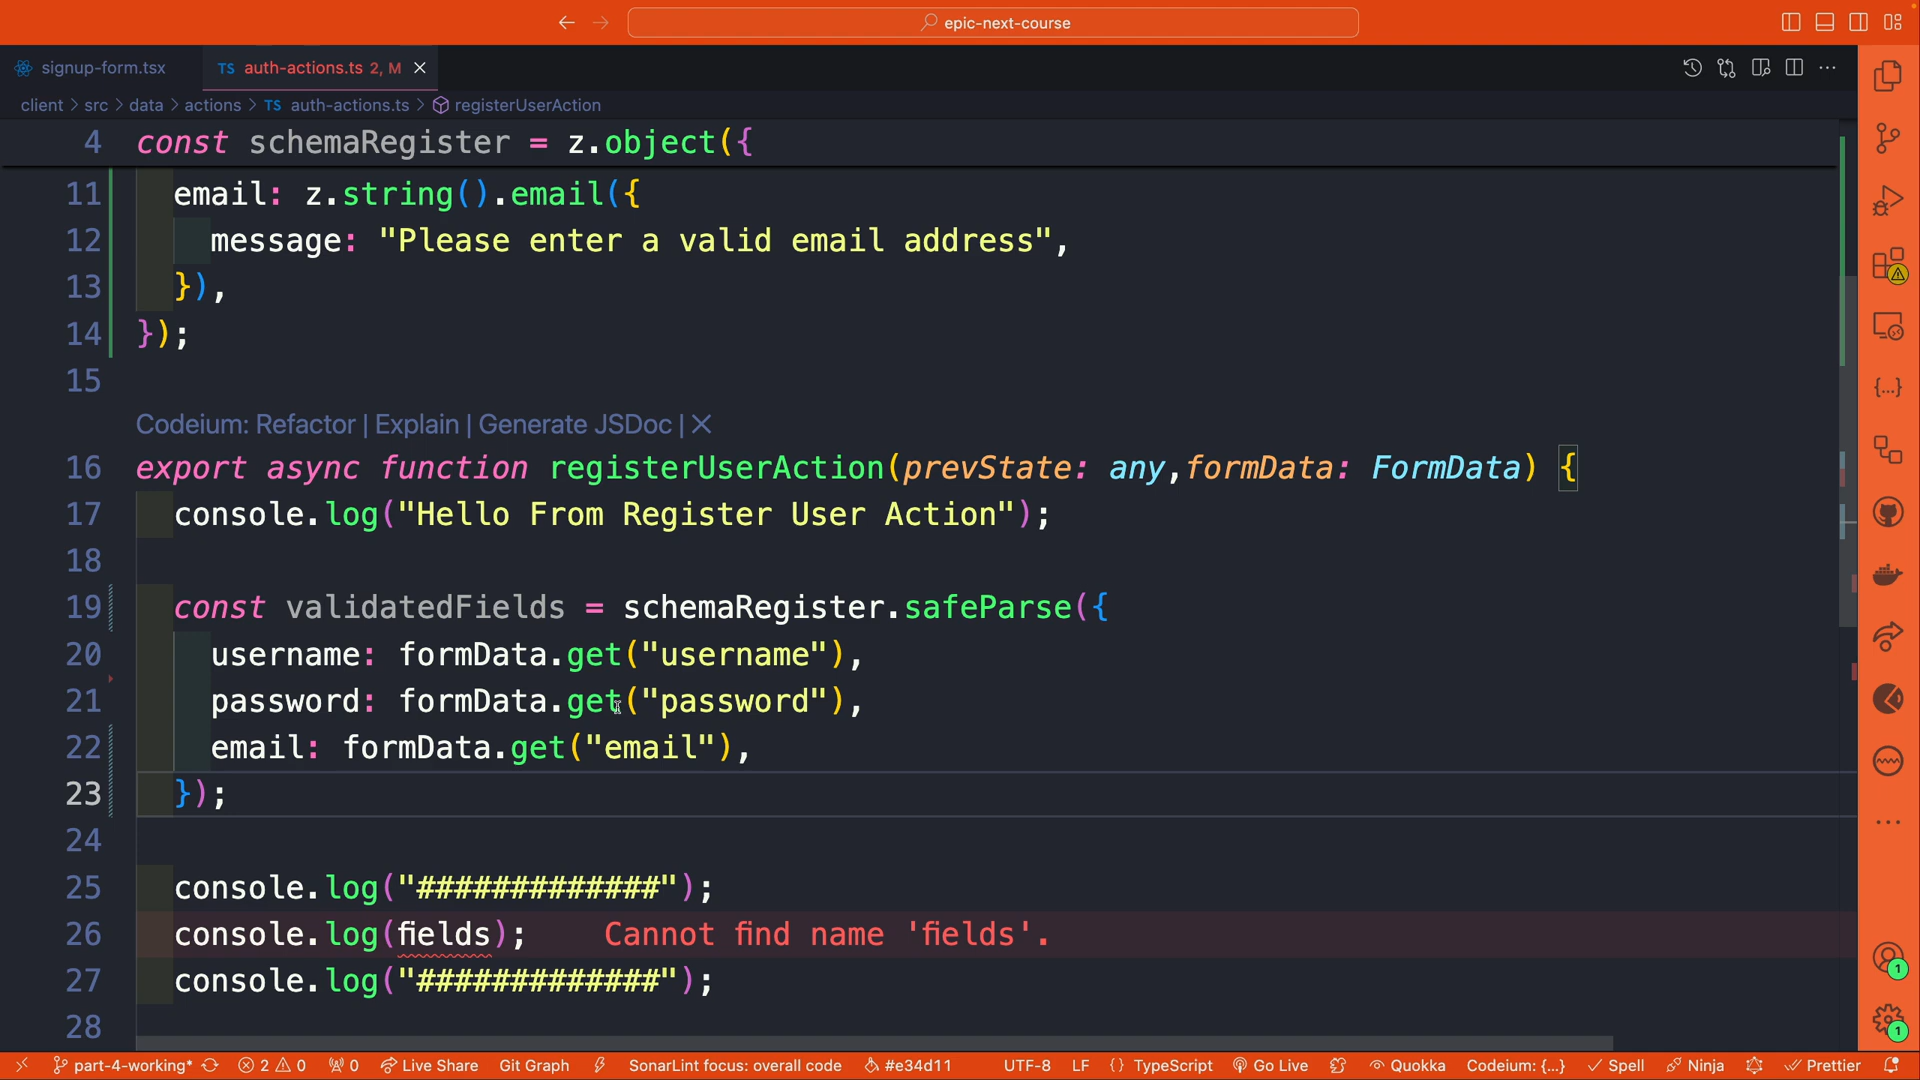 epic-next-course
signup-form.tsx
TS auth-actions.ts 2, M
client > src > data > actions > TS auth-actions.ts > registerUserAction
4 const schemaRegister = z.object({
11 email: z.string().email({
12 message: "Please enter a valid email address",
13 }),
14 });
15
Codeium: Refactor | Explain | Generate JSDoc | X
16 export async function registerUserAction(prevState: any,formData: FormData) {
17 console.log("Hello From Register User Action");
18
19 const validatedFields = schemaRegister.safeParse({
20 username: formData.get("username"),
21 password: formData.get("password"),
22 email: formData.get("email"),
23 });
24
25 console.log("#############");
26 console.log(fields); Cannot find name 'fields'.
27 console.log("#############");
28
1
1
part-4-working* 2 0 0 Live Share Git Graph SonarLint focus: overall code #e34d11 UTF-8 LF {} TypeScript Go Live Quokka Codeium: {...} Spell Ninja Prettier